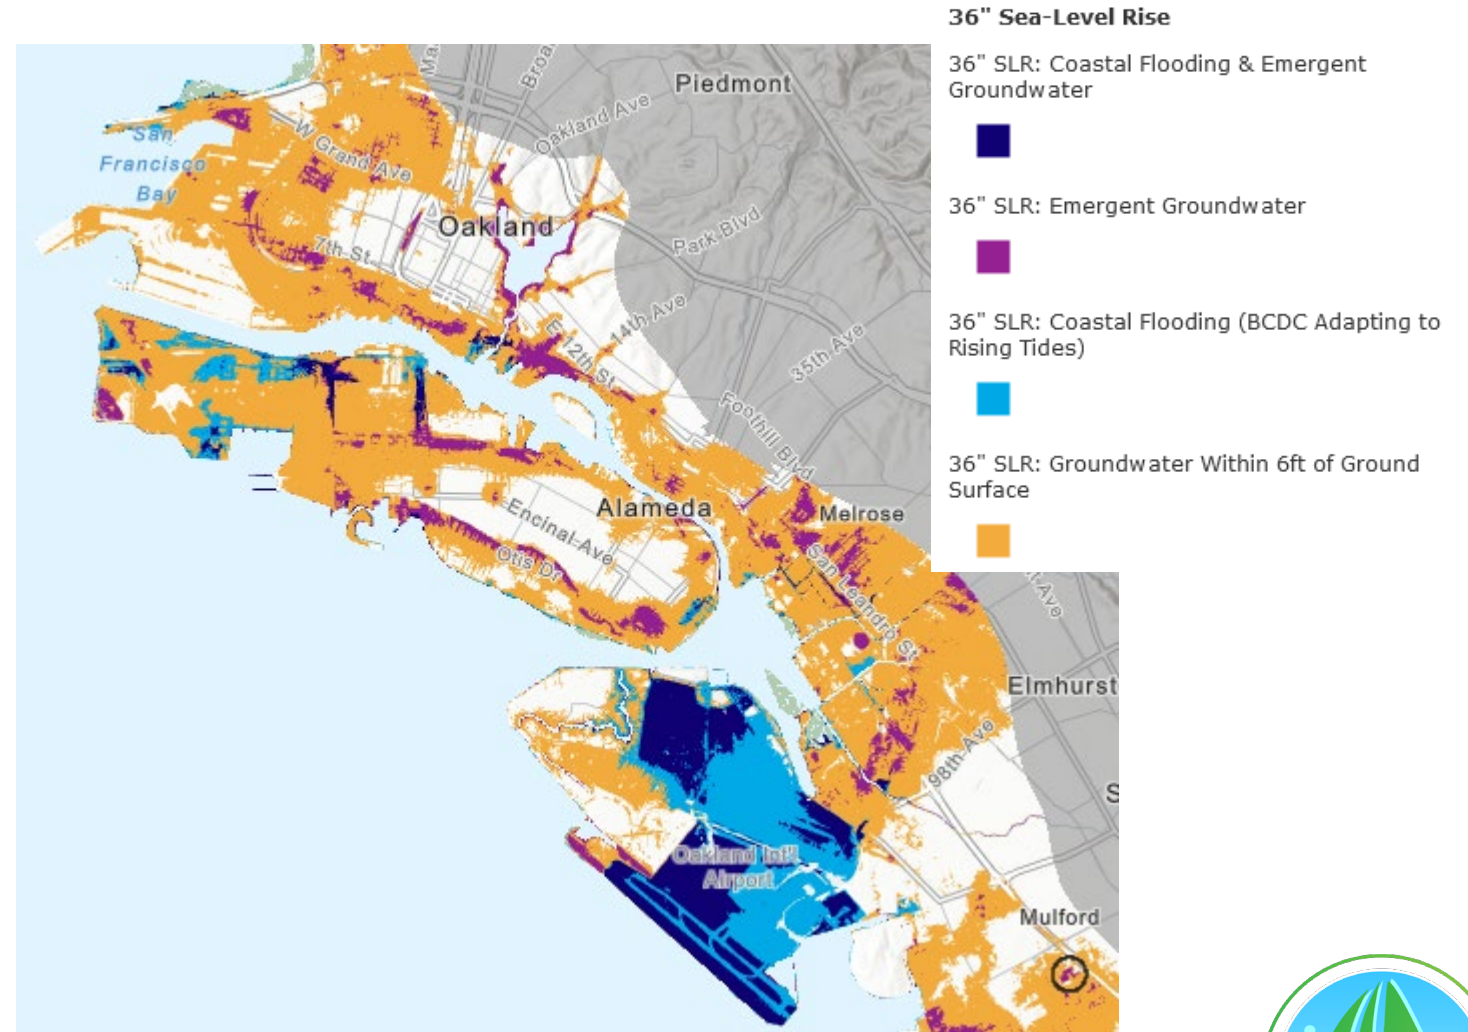 36" Sea-Level Rise
36" SLR: Coastal Flooding & Emergent
Groundwater
36" SLR: Emergent Groundwater
36" SLR: Coastal Flooding (BCDC Adapting to
Rising Tides)
36" SLR: Groundwater Within 6ft of Ground
Surface
Piedmont
Oakland Ave
San
Francisco
Bay
W Grand Ave
Oakland
Park Blvd
7th St
14th Ave
E 12th St
35th Ave
Foothill Blvd
Alameda
Encinal Ave
Otis Dr
Melrose
San Leandro St
Elmhurst
98th Ave
Oakland Int'l
Airport
Mulford